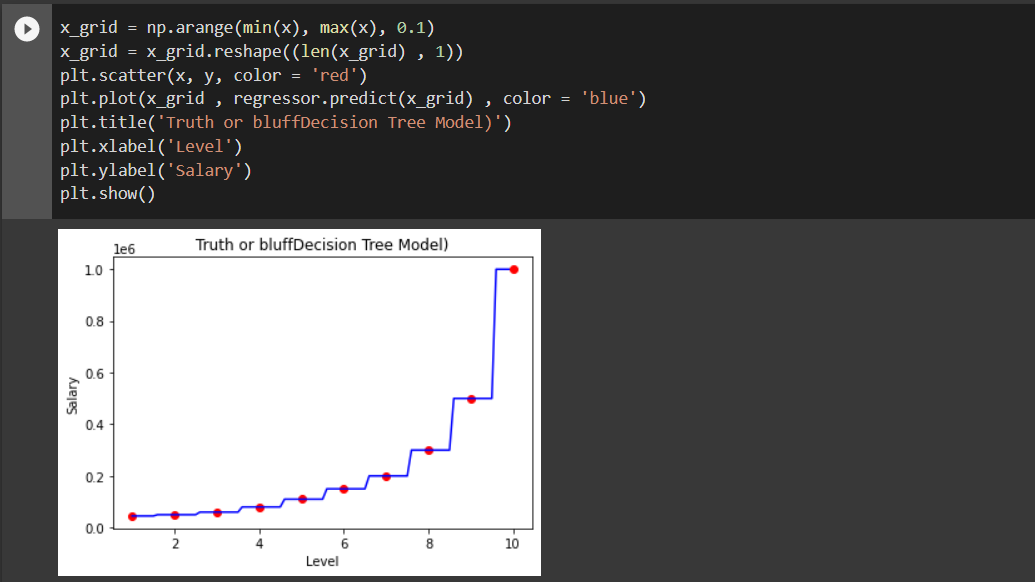 x_grid = np.arange(min(x), max(x), 0.1)
x_grid = x_grid.reshape((len(x_grid) , 1))
plt.scatter(x, y, color = 'red')
plt.plot(x_grid , regressor.predict(x_grid) , color = 'blue')
plt.title('Truth or bluffDecision Tree Model)')
plt.xlabel('Level')
plt.ylabel('Salary')
plt.show()
1e6
Truth or bluffDecision Tree Model)
1.0
0.8
0.6
0.4
0.2
0.0
Salary
2 4 6 8 10
Level